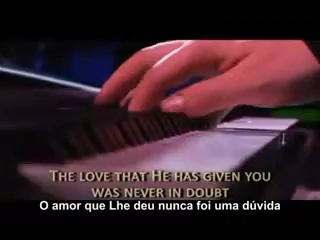 THE LOVE THAT HE HAS GIVEN YOU
WAS NEVER IN DOUBT
O amor que Lhe deu nunca foi uma dúvida